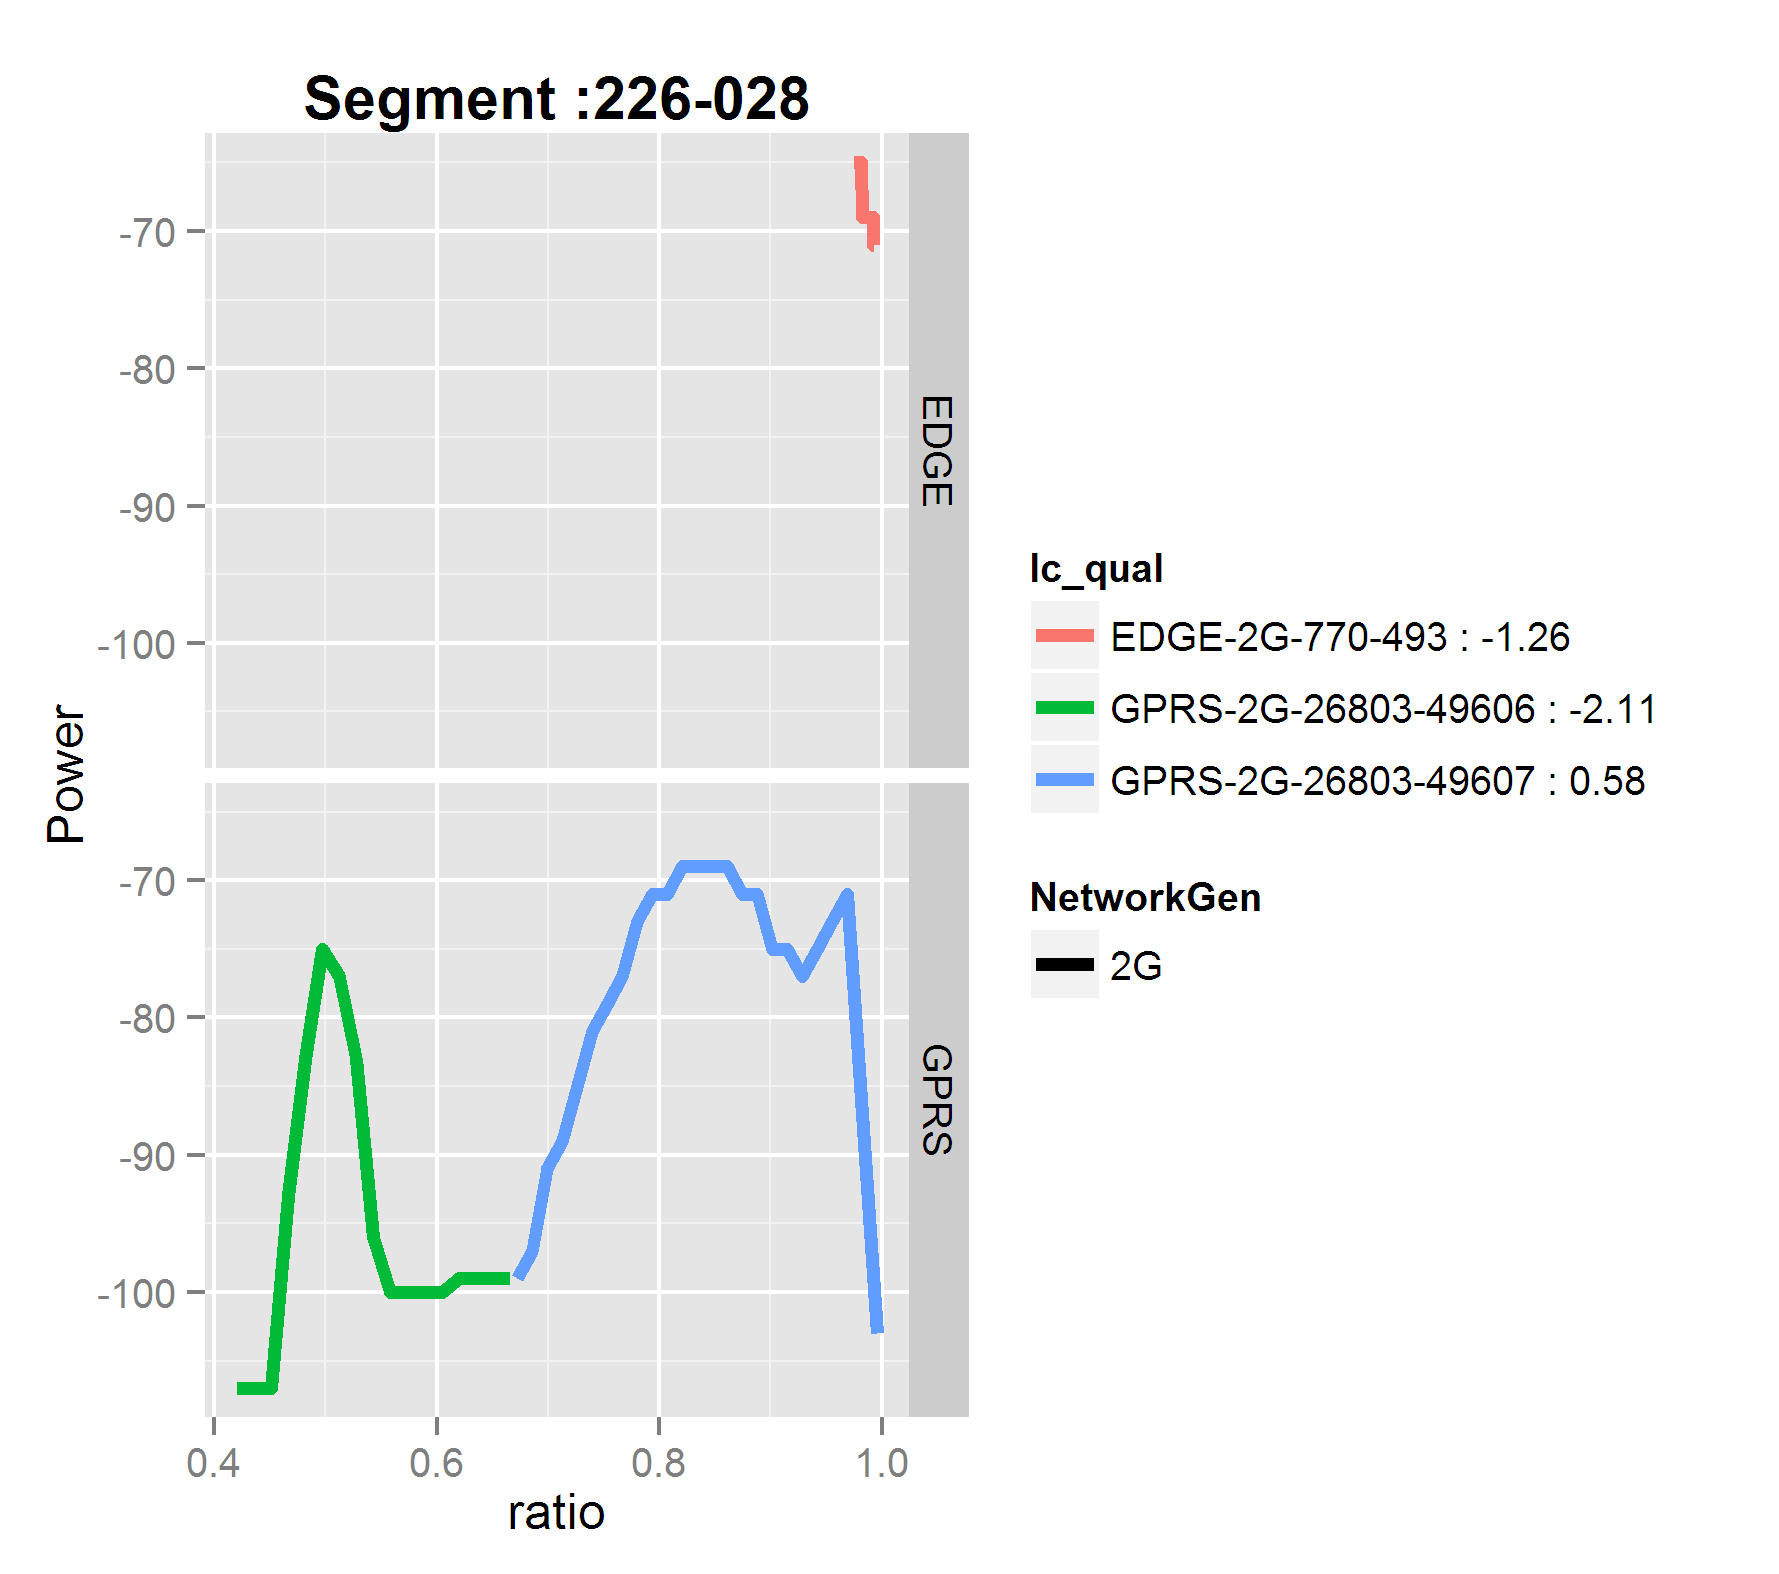 Segment :226-028
-70
-80
-90
-100
EDGE
-70
-80
-90
-100
GPRS
Power
0.4 0.6 0.8 1.0
ratio
lc_qual
EDGE-2G-770-493 : -1.26
GPRS-2G-26803-49606 : -2.11
GPRS-2G-26803-49607 : 0.58
NetworkGen
2G